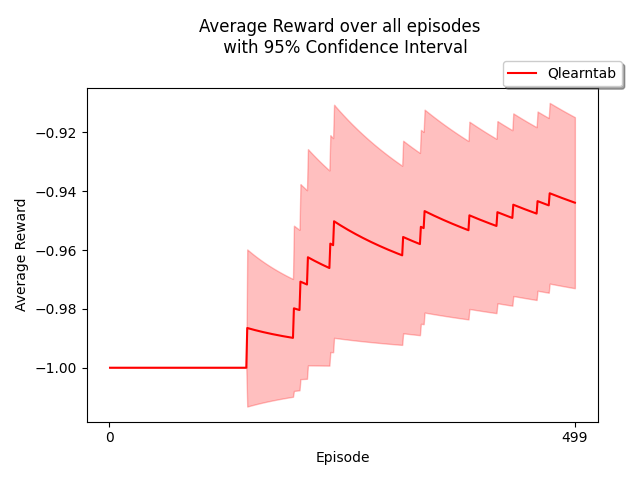 Average Reward over all episodes
with 95% Confidence Interval
Qlearntab
−0.92
−0.94
−0.96
−0.98
−1.00
Average Reward
0
499
Episode